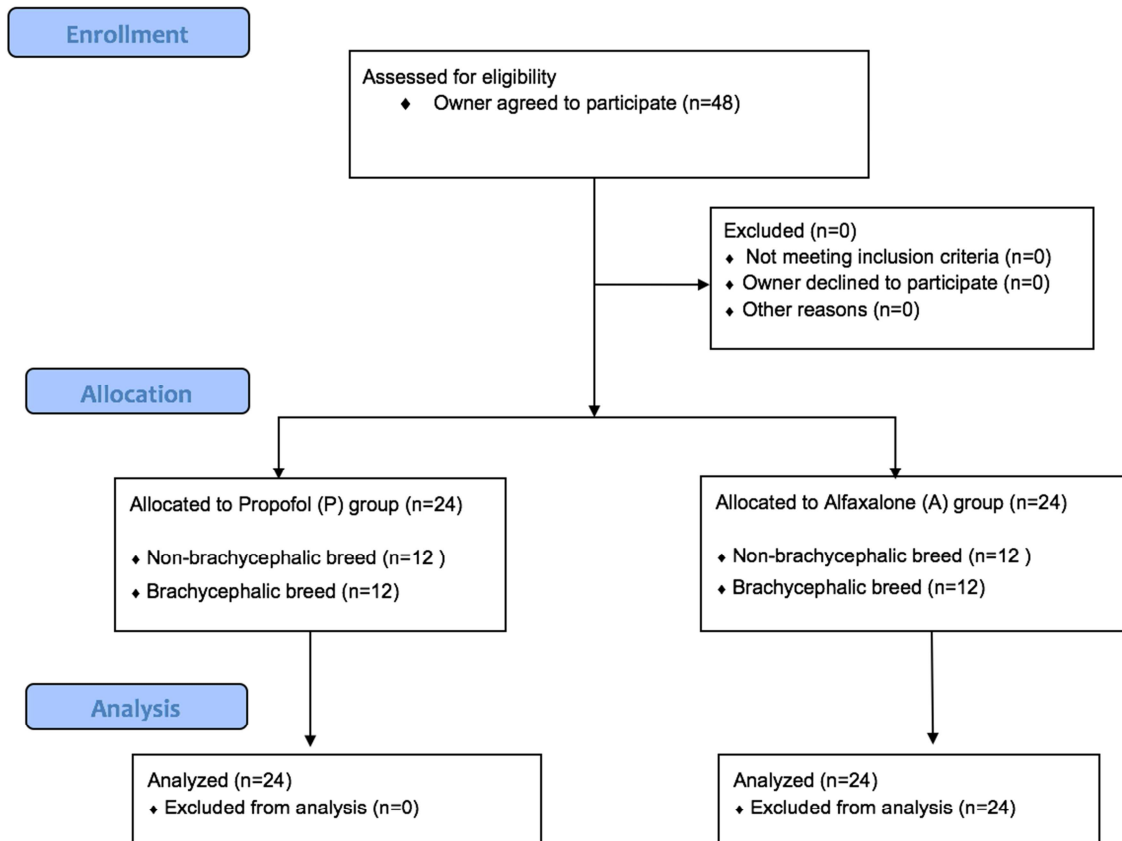 Enrollment
Assessed for eligibility
♦ Owner agreed to participate (n=48)
Excluded (n=0)
♦ Not meeting inclusion criteria (n=0)
♦ Owner declined to participate (n=0)
♦ Other reasons (n=0)
Allocation
Allocated to Propofol (P) group (n=24)
♦ Non-brachycephalic breed (n=12 )
♦ Brachycephalic breed (n=12)
Allocated to Alfaxalone (A) group (n=24)
♦ Non-brachycephalic breed (n=12 )
♦ Brachycephalic breed (n=12)
Analysis
Analyzed (n=24)
♦ Excluded from analysis (n=0)
Analyzed (n=24)
♦ Excluded from analysis (n=24)